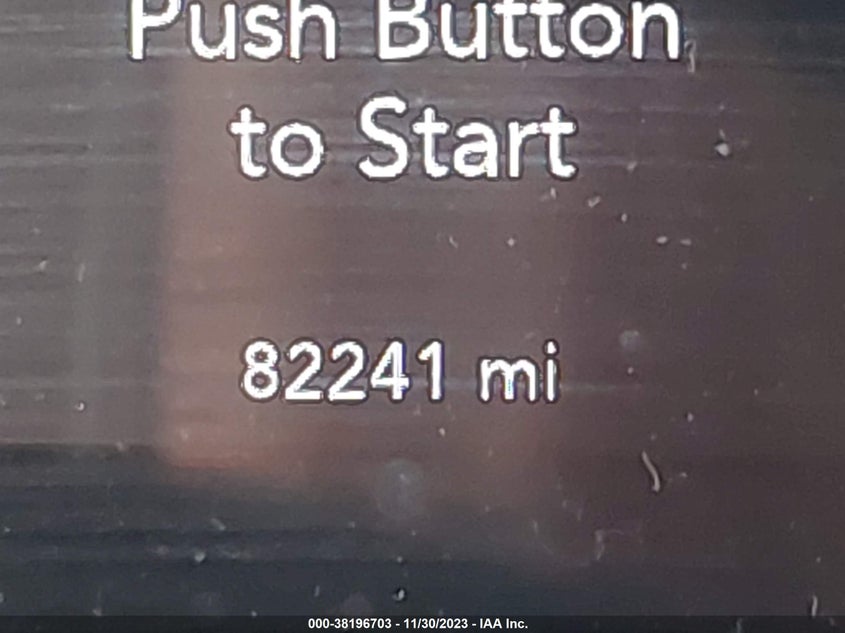 Push Button
to Start
82241 mi
000-38196703 - 11/30/2023 - IAA Inc.